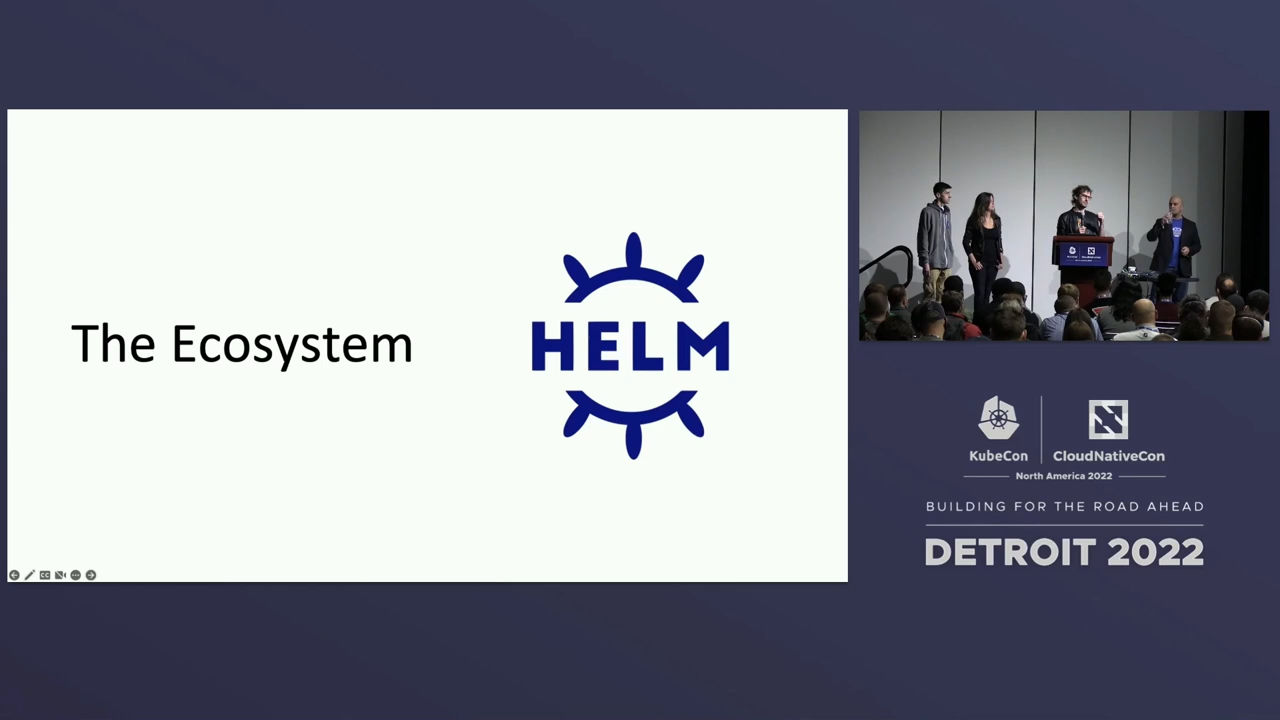 The Ecosystem
HELM
KubeCon
CloudNativeCon
North America 2022
BUILDING FOR THE ROAD AHEAD
DETROIT 2022